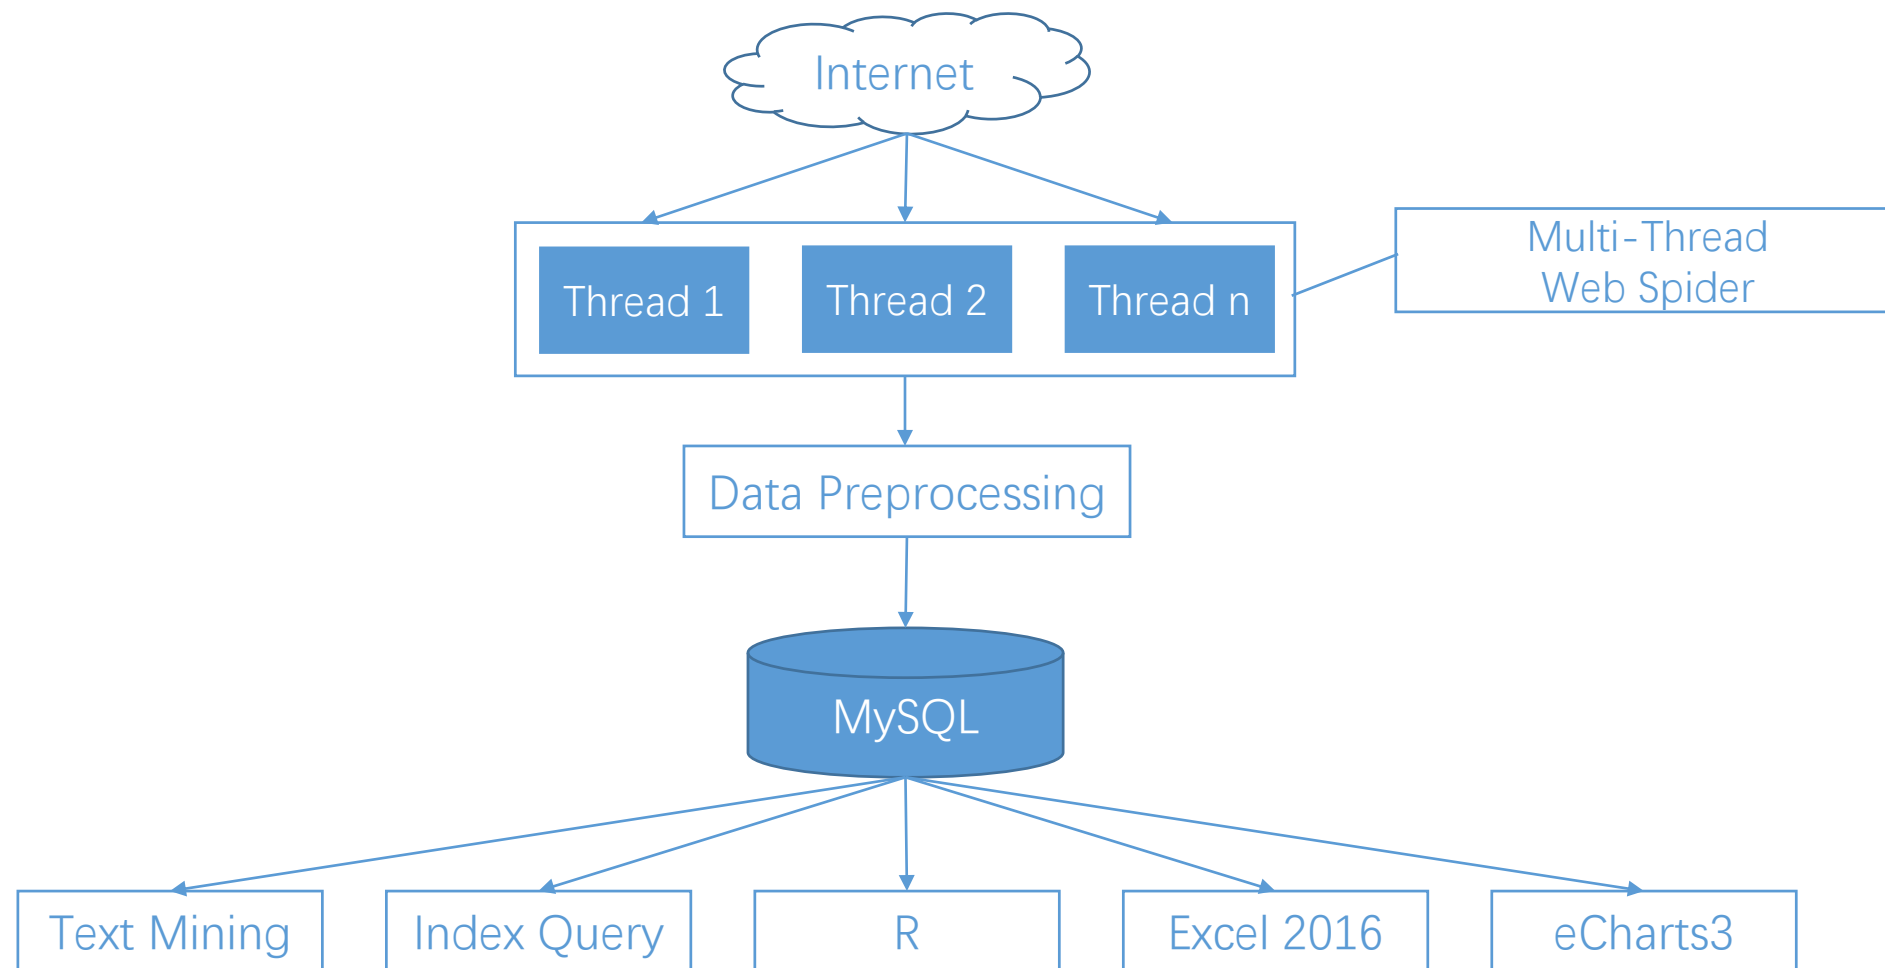 Internet
Thread 1
Thread 2
Thread n
Multi-Thread
Web Spider
Data Preprocessing
MySQL
Text Mining
Index Query
R
Excel 2016
eCharts3